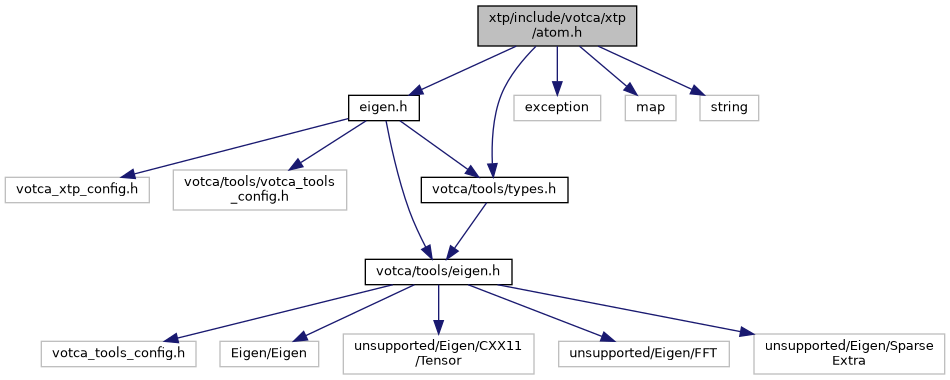 xtp/include/votca/xtp
/atom.h
eigen.h
exception
map
string
votca_xtp_config.h
votca/tools/votca_tools
_config.h
votca/tools/types.h
votca/tools/eigen.h
votca_tools_config.h
Eigen/Eigen
unsupported/Eigen/CXX11
/Tensor
unsupported/Eigen/FFT
unsupported/Eigen/Sparse
Extra